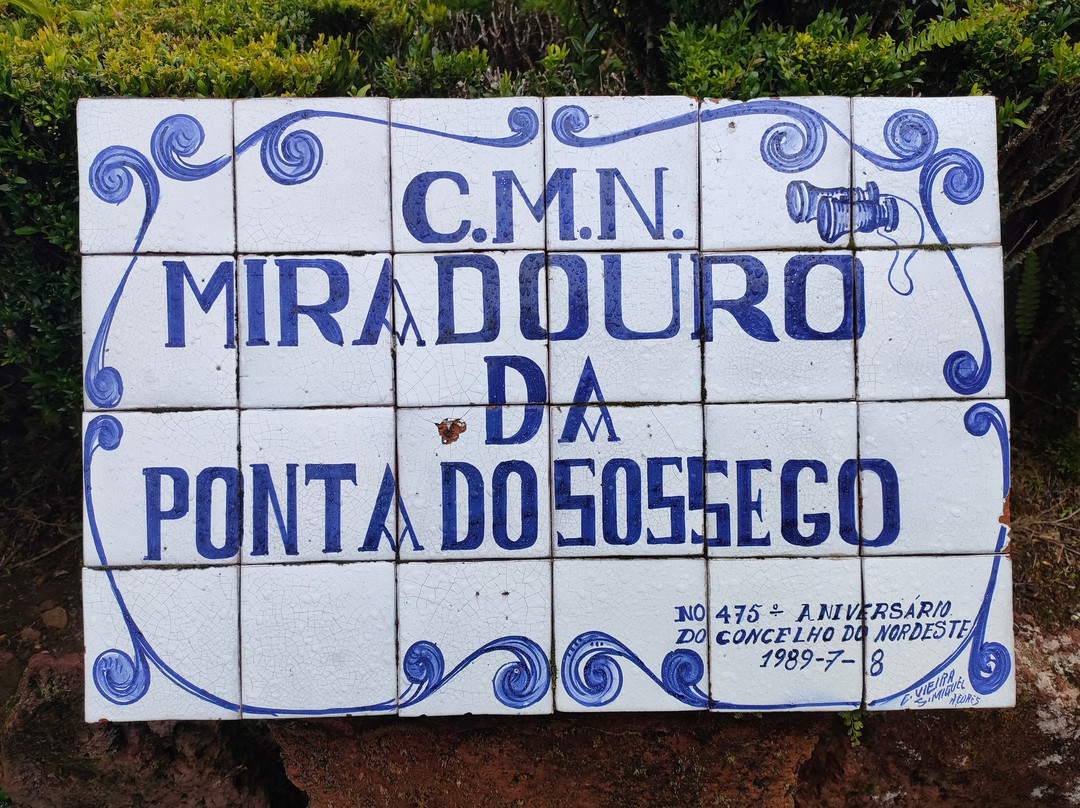 C.M.N.
MIRADOURO
DA
PONTA DO SOSSEGO
NO 475º ANIVERSÁRIO
DO CONCELHO DO NORDESTE
1989-7-8
G. VIEIRA
S. MIGUEL
AÇORES